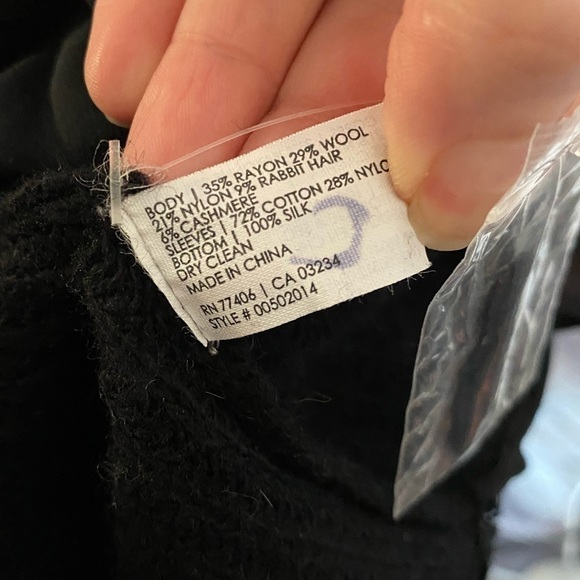 BODY | 35% RAYON 29% WOOL
21% NYLON 9% RABBIT HAIR
6% CASHMERE
SLEEVES | 72% COTTON 28% NYLO
BOTTOM | 100% SILK
DRY CLEAN
MADE IN CHINA
RN 77406 | CA 03234
STYLE # 00502014